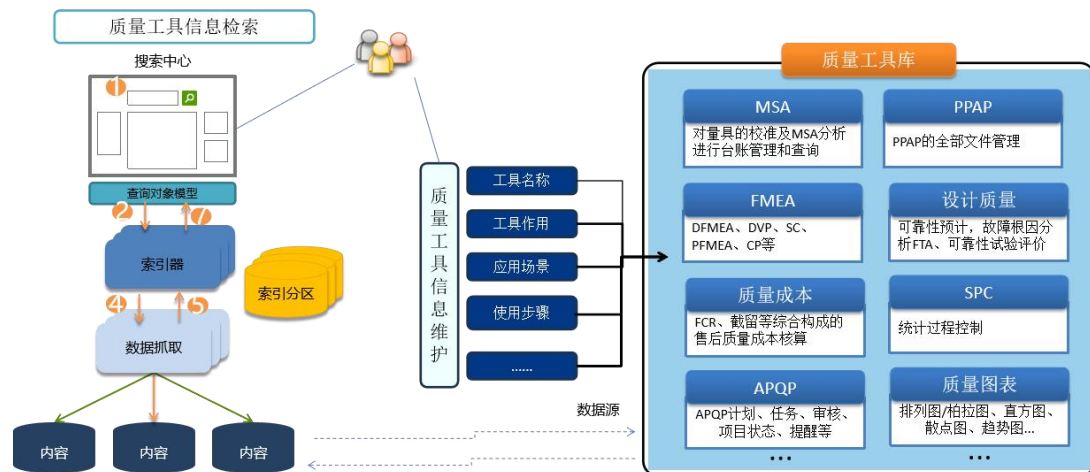 质量工具信息检索
搜索中心
1
查询对象模型
2
7
索引器
索引分区
4
5
数据抓取
内容
内容
内容
质量工具信息维护
工具名称
工具作用
应用场景
使用步骤
......
数据源
质量工具库
MSA
对量具的校准及MSA分析
进行台账管理和查询
PPAP
PPAP的全部文件管理
FMEA
DFMEA、DVP、SC、
PFMEA、CP等
设计质量
可靠性预计，故障根因分
析FTA、可靠性试验评价
质量成本
FCR、截留等综合构成的
售后质量成本核算
SPC
统计过程控制
APQP
APQP计划、任务、审核、
项目状态、提醒等
质量图表
排列图/柏拉图、直方图、
散点图、趋势图...
...
...